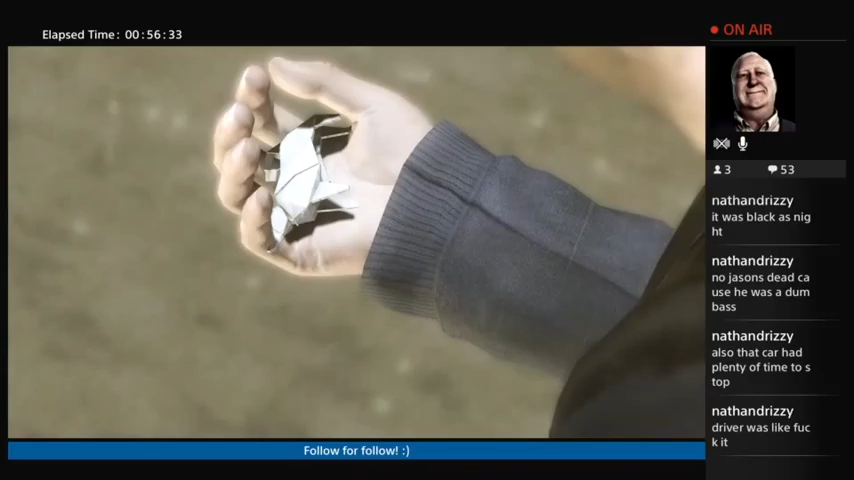 Elapsed Time: 00:56:33
ON AIR
3 53
nathandrizzy
it was black as nig
ht
nathandrizzy
no jasons dead ca
use he was a dum
bass
nathandrizzy
also that car had
plenty of time to s
top
nathandrizzy
driver was like fuc
k it
Follow for follow! :)